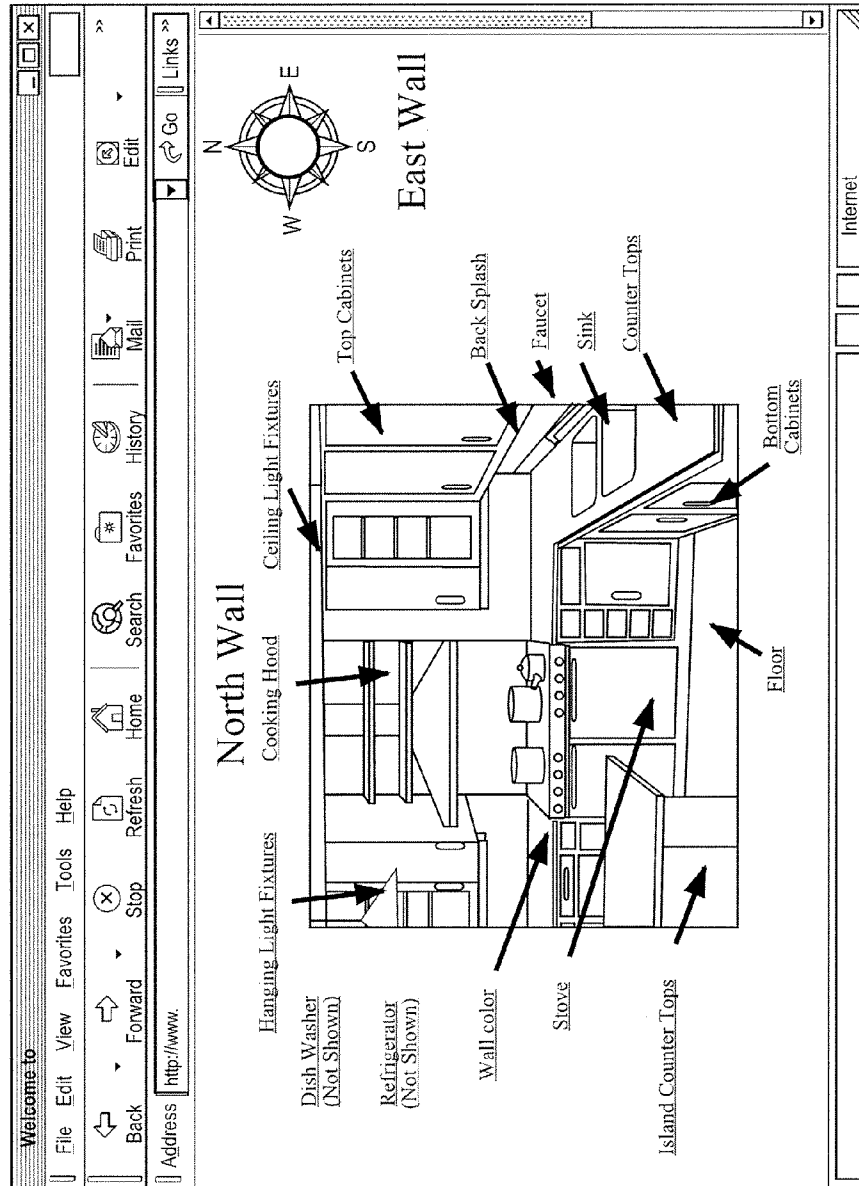 Welcome to
File Edit View Favorites Tools Help
Back Forward Stop Refresh Home Search Favorites History Mail Print Edit »
Address http://www. Go Links »
North Wall
N
W E
S
East Wall
Hanging Light Fixtures
Cooking Hood
Ceiling Light Fixtures
Dish Washer
(Not Shown)
Refrigerator
(Not Shown)
Wall color
Stove
Island Counter Tops
Top Cabinets
Back Splash
Faucet
Sink
Counter Tops
Bottom
Cabinets
Floor
Internet